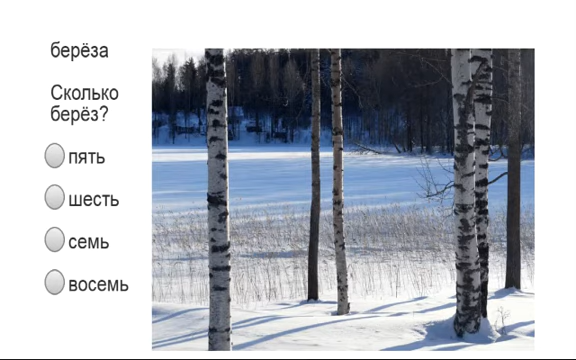 берёза
Сколько
берёз?
пять
шесть
семь
восемь